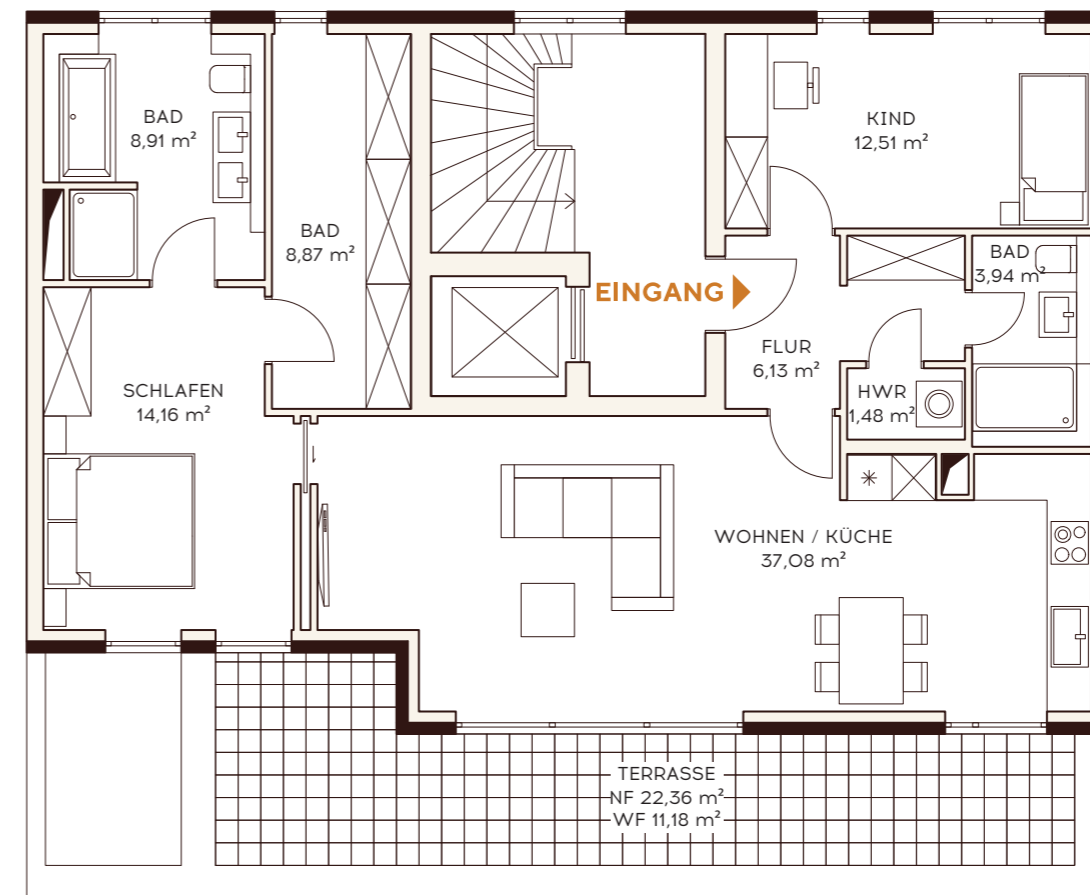 BAD
8,91 m²
BAD
8,87 m²
KIND
12,51 m²
BAD
3,94 m²
EINGANG
FLUR
6,13 m²
HWR
1,48 m²
SCHLAFEN
14,16 m²
WOHNEN / KÜCHE
37,08 m²
TERRASSE
NF 22,36 m²
WF 11,18 m²